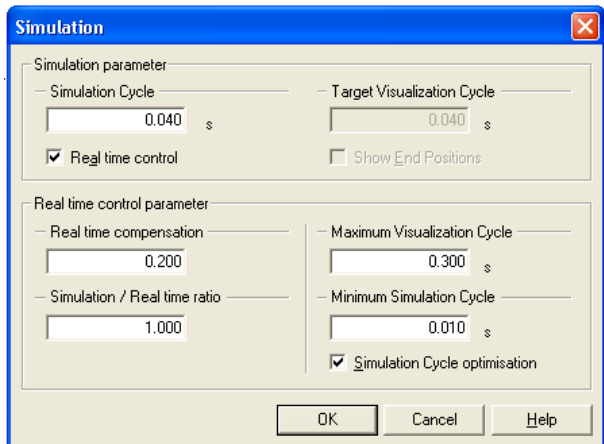 Simulation
Simulation parameter
Simulation Cycle
0.040 s
Real time control
Target Visualization Cycle
0.040 s
Show End Positions
Real time control parameter
Real time compensation
0.200
Simulation / Real time ratio
1.000
Maximum Visualization Cycle
0.300 s
Minimum Simulation Cycle
0.010 s
Simulation Cycle optimisation
OK Cancel Help